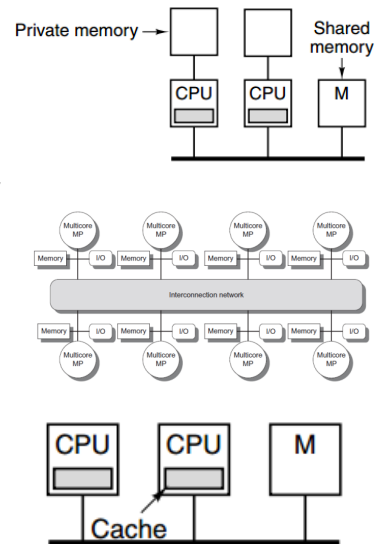 Private memory
Shared
memory
CPU
CPU
M
Multicore
MP
Multicore
MP
Multicore
MP
Multicore
MP
Memory
I/O
Memory
I/O
Memory
I/O
Memory
I/O
Interconnection network
Memory
I/O
Memory
I/O
Memory
I/O
Memory
I/O
Multicore
MP
Multicore
MP
Multicore
MP
Multicore
MP
CPU
CPU
M
Cache